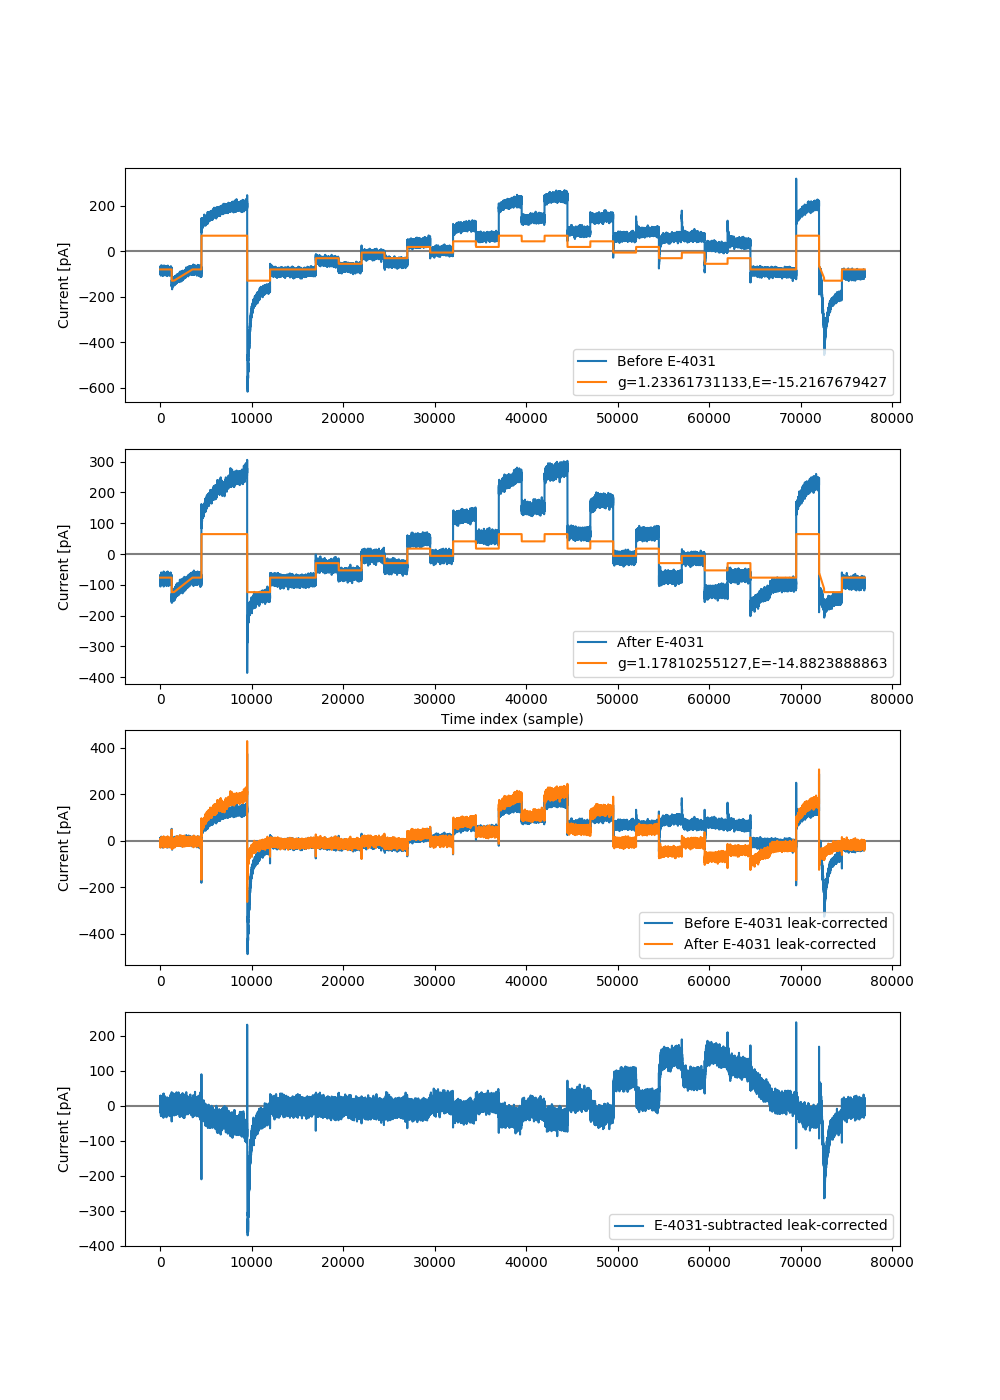 200
0
−200
−400
−600
Current [pA]
Before E-4031
g=1.23361731133,E=-15.2167679427
0 10000 20000 30000 40000 50000 60000 70000 80000
300
200
100
0
−100
−200
−300
−400
Current [pA]
After E-4031
g=1.17810255127,E=-14.8823888863
0 10000 20000 30000 40000 50000 60000 70000 80000
Time index (sample)
400
200
0
−200
−400
Current [pA]
Before E-4031 leak-corrected
After E-4031 leak-corrected
0 10000 20000 30000 40000 50000 60000 70000 80000
200
100
0
−100
−200
−300
−400
Current [pA]
E-4031-subtracted leak-corrected
0 10000 20000 30000 40000 50000 60000 70000 80000